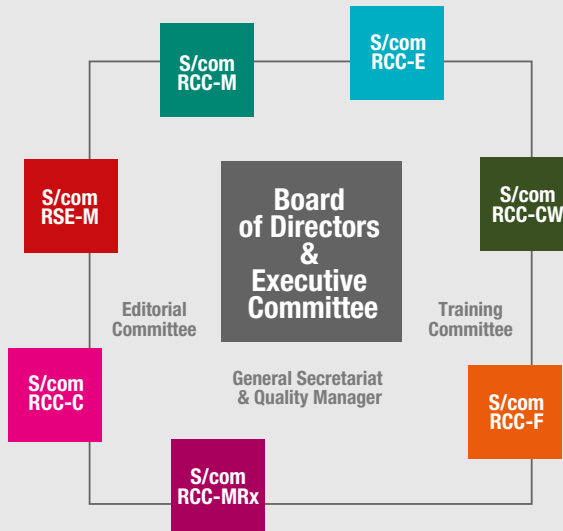 S/com
RCC-M
S/com
RCC-E
S/com
RSE-M
Board
of Directors
&
Executive
Committee
S/com
RCC-CW
Editorial
Committee
Training
Committee
S/com
RCC-C
General Secretariat
& Quality Manager
S/com
RCC-F
S/com
RCC-MRx